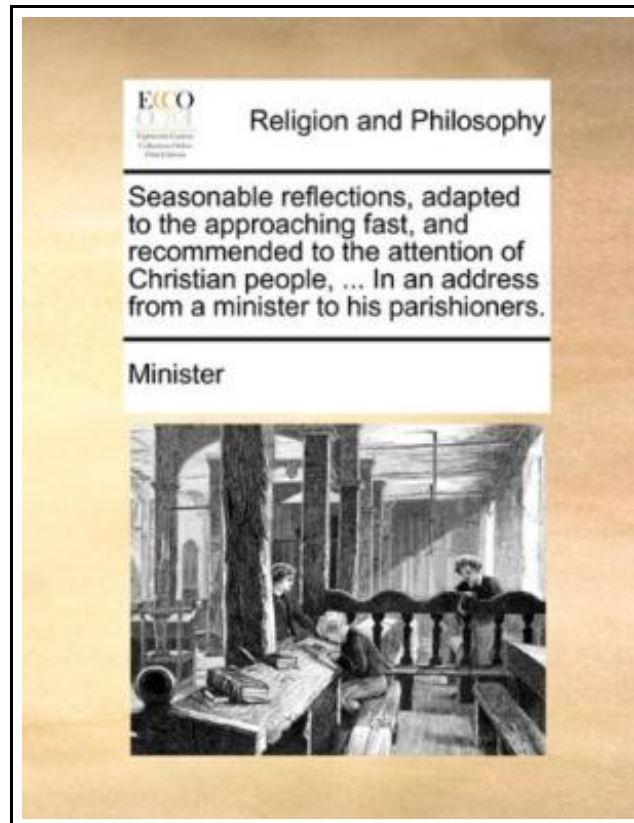 ECCO
Religion and Philosophy
Seasonable reflections, adapted
to the approaching fast, and
recommended to the attention of
Christian people, ... In an address
from a minister to his parishioners.
Minister